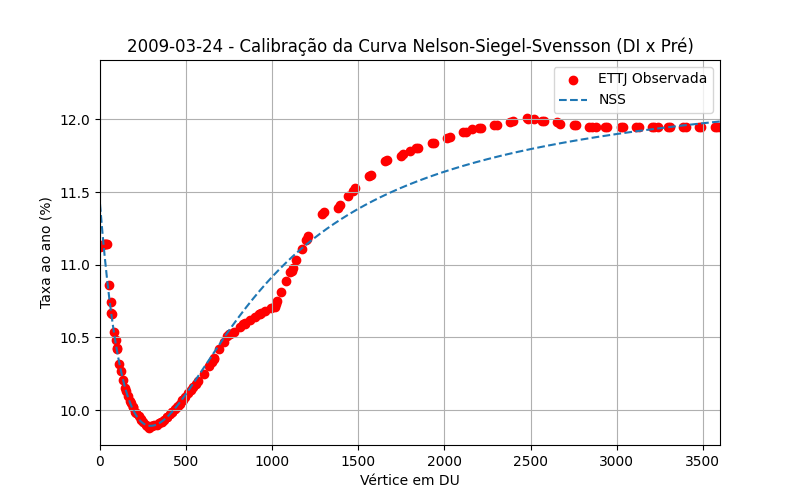 2009-03-24 - Calibração da Curva Nelson-Siegel-Svensson (DI x Pré)
ETTJ Observada
NSS
Taxa ao ano (%)
12.0
11.5
11.0
10.5
10.0
0 500 1000 1500 2000 2500 3000 3500
Vértice em DU